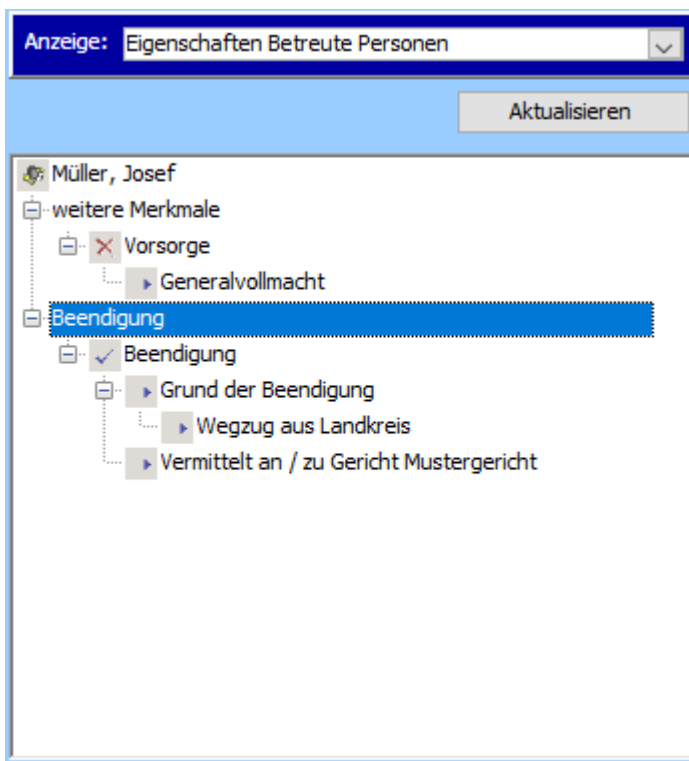 Anzeige: Eigenschaften Betreute Personen
Aktualisieren
Müller, Josef
weitere Merkmale
Vorsorge
Generalvollmacht
Beendigung
Beendigung
Grund der Beendigung
Wegzug aus Landkreis
Vermittelt an / zu Gericht Mustergericht